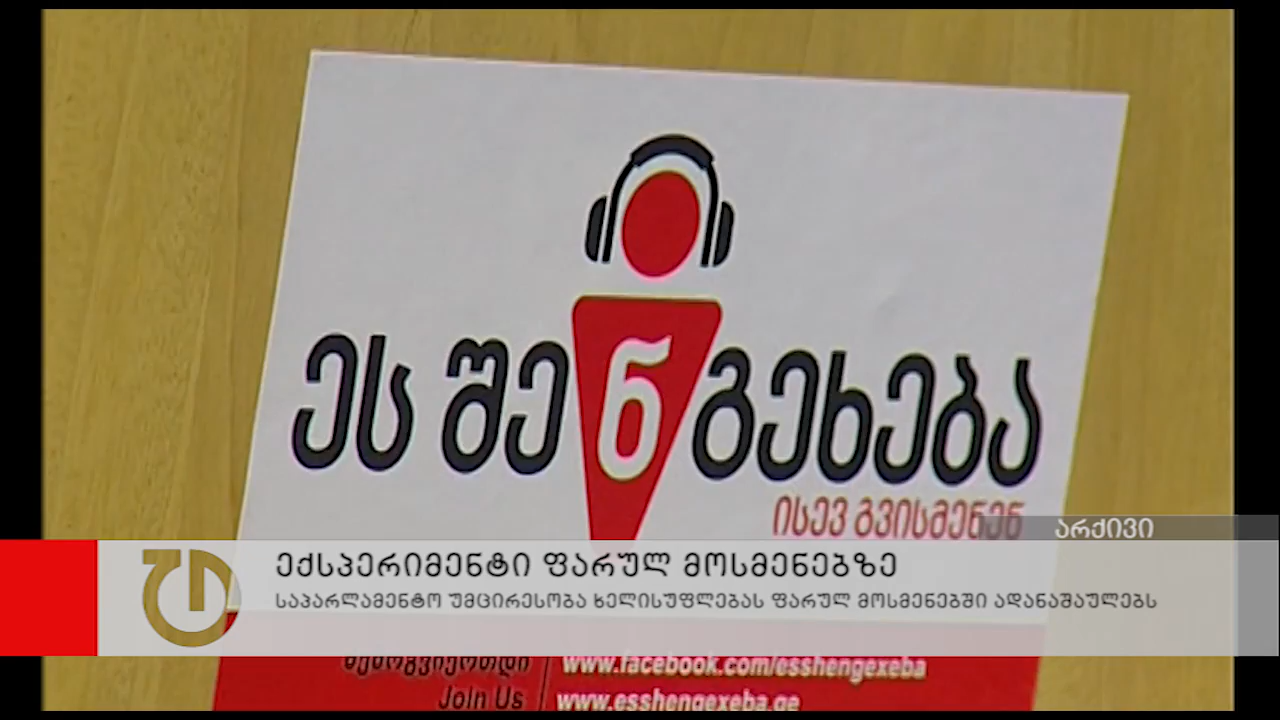 ეს შენ გეხება
ისევ გვისმენენ
არქივი
ექსპერიმენტი ფარულ მოსმენებზე
საპარლამენტო უმცირესობა ხელისუფლებას ფარულ მოსმენებში ადანაშაულებს
შემოგვიერთდი
www.facebook.com/esshengexeba
Join Us
www.esshengexeba.ge